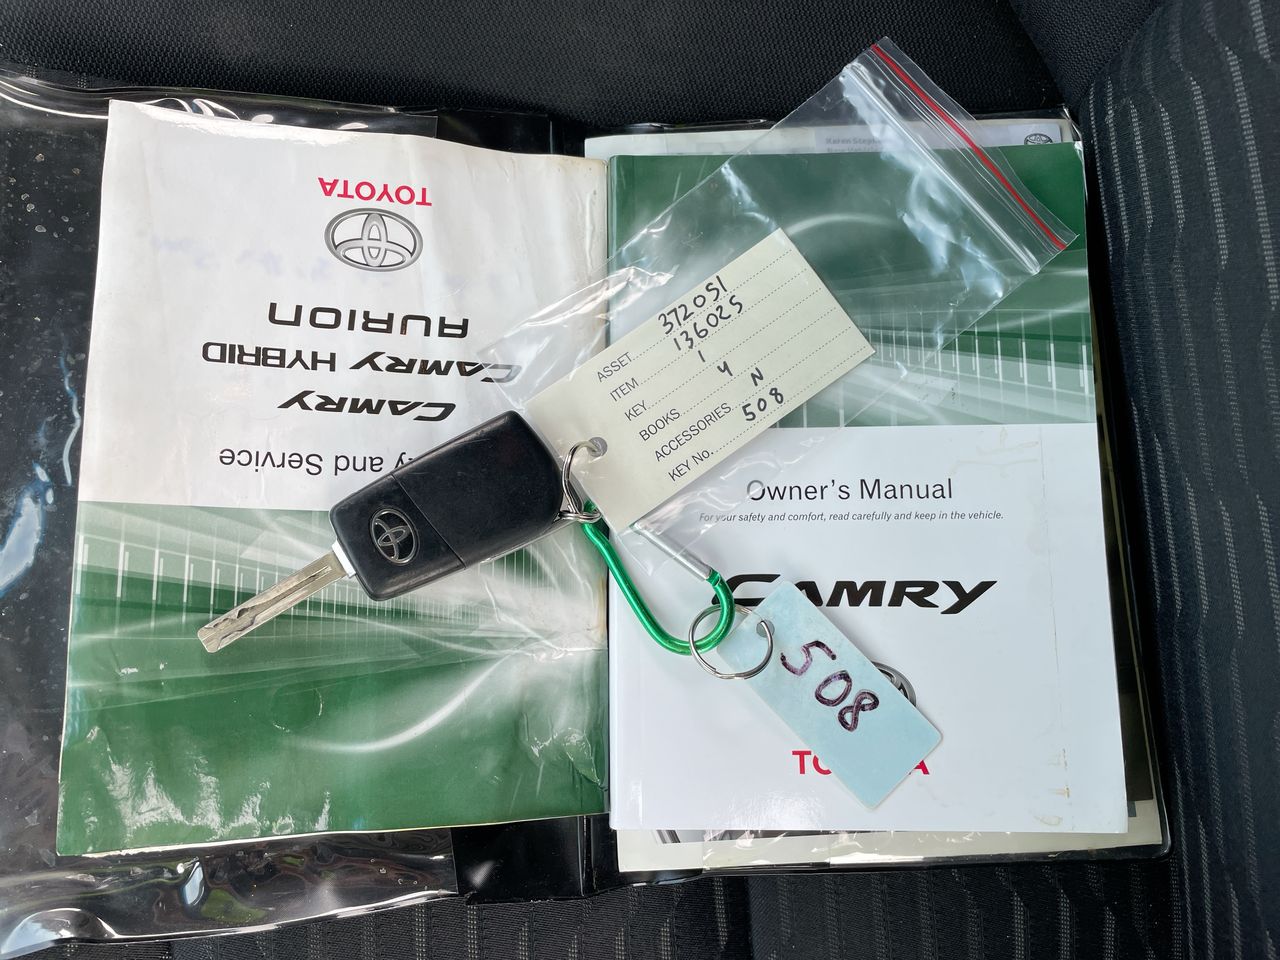 TOYOTA
AURION
CAMRY HYBRID
CAMRY
and Service
ASSET 372051
ITEM 136025
KEY 1
BOOKS 4
ACCESSORIES N
KEY No. 508
Owner's Manual
For your safety and comfort, read carefully and keep in the vehicle.
CAMRY
508